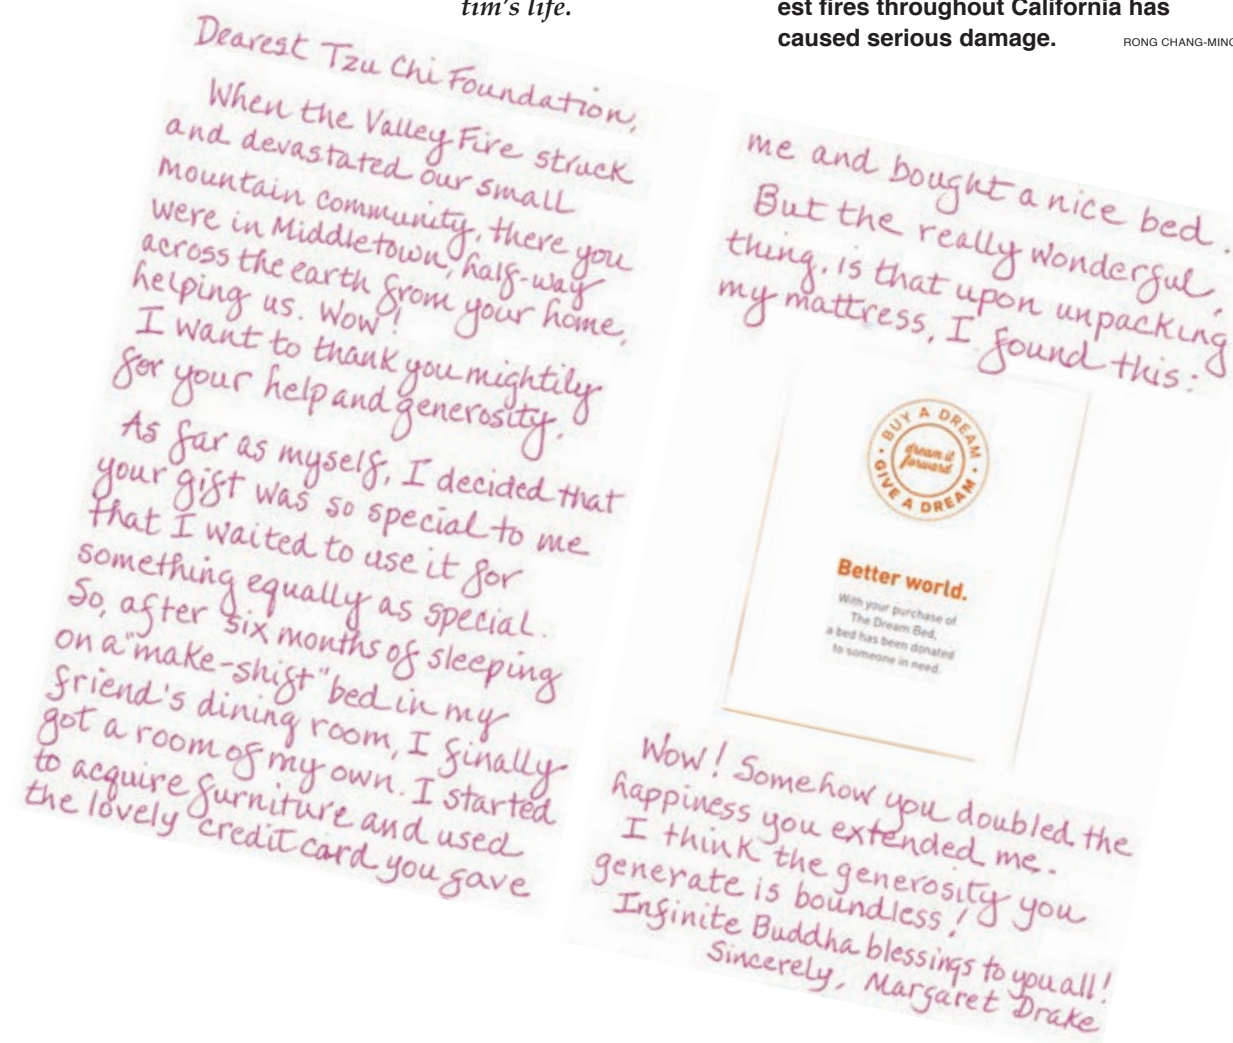 tim's life.
est fires throughout California has
caused serious damage.
RONG CHANG-MING
Dearest Tzu Chi Foundation,
When the Valley Fire struck
and devastated our small
mountain community, there you
were in Middletown, half-way
across the earth from your home,
helping us. Wow!
I want to thank you mightily
for your help and generosity.
As far as myself, I decided that
your gift was so special to me
that I waited to use it for
something equally as special.
So, after six months of sleeping
on a "make-shift" bed in my
friend's dining room, I finally
got a room of my own. I started
to acquire furniture and used
the lovely credit card you gave
me and bought a nice bed.
But the really wonderful,
thing, is that upon unpacking
my mattress, I found this:
BUY A DREAM
dream it
forward
GIVE A DREAM
Better world.
With your purchase of
The Dream Bed,
a bed has been donated
to someone in need.
Wow! Somehow you doubled the
happiness you extended me.
I think the generosity you
generate is boundless!
Infinite Buddha blessings to you all!
Sincerely, Margaret Drake